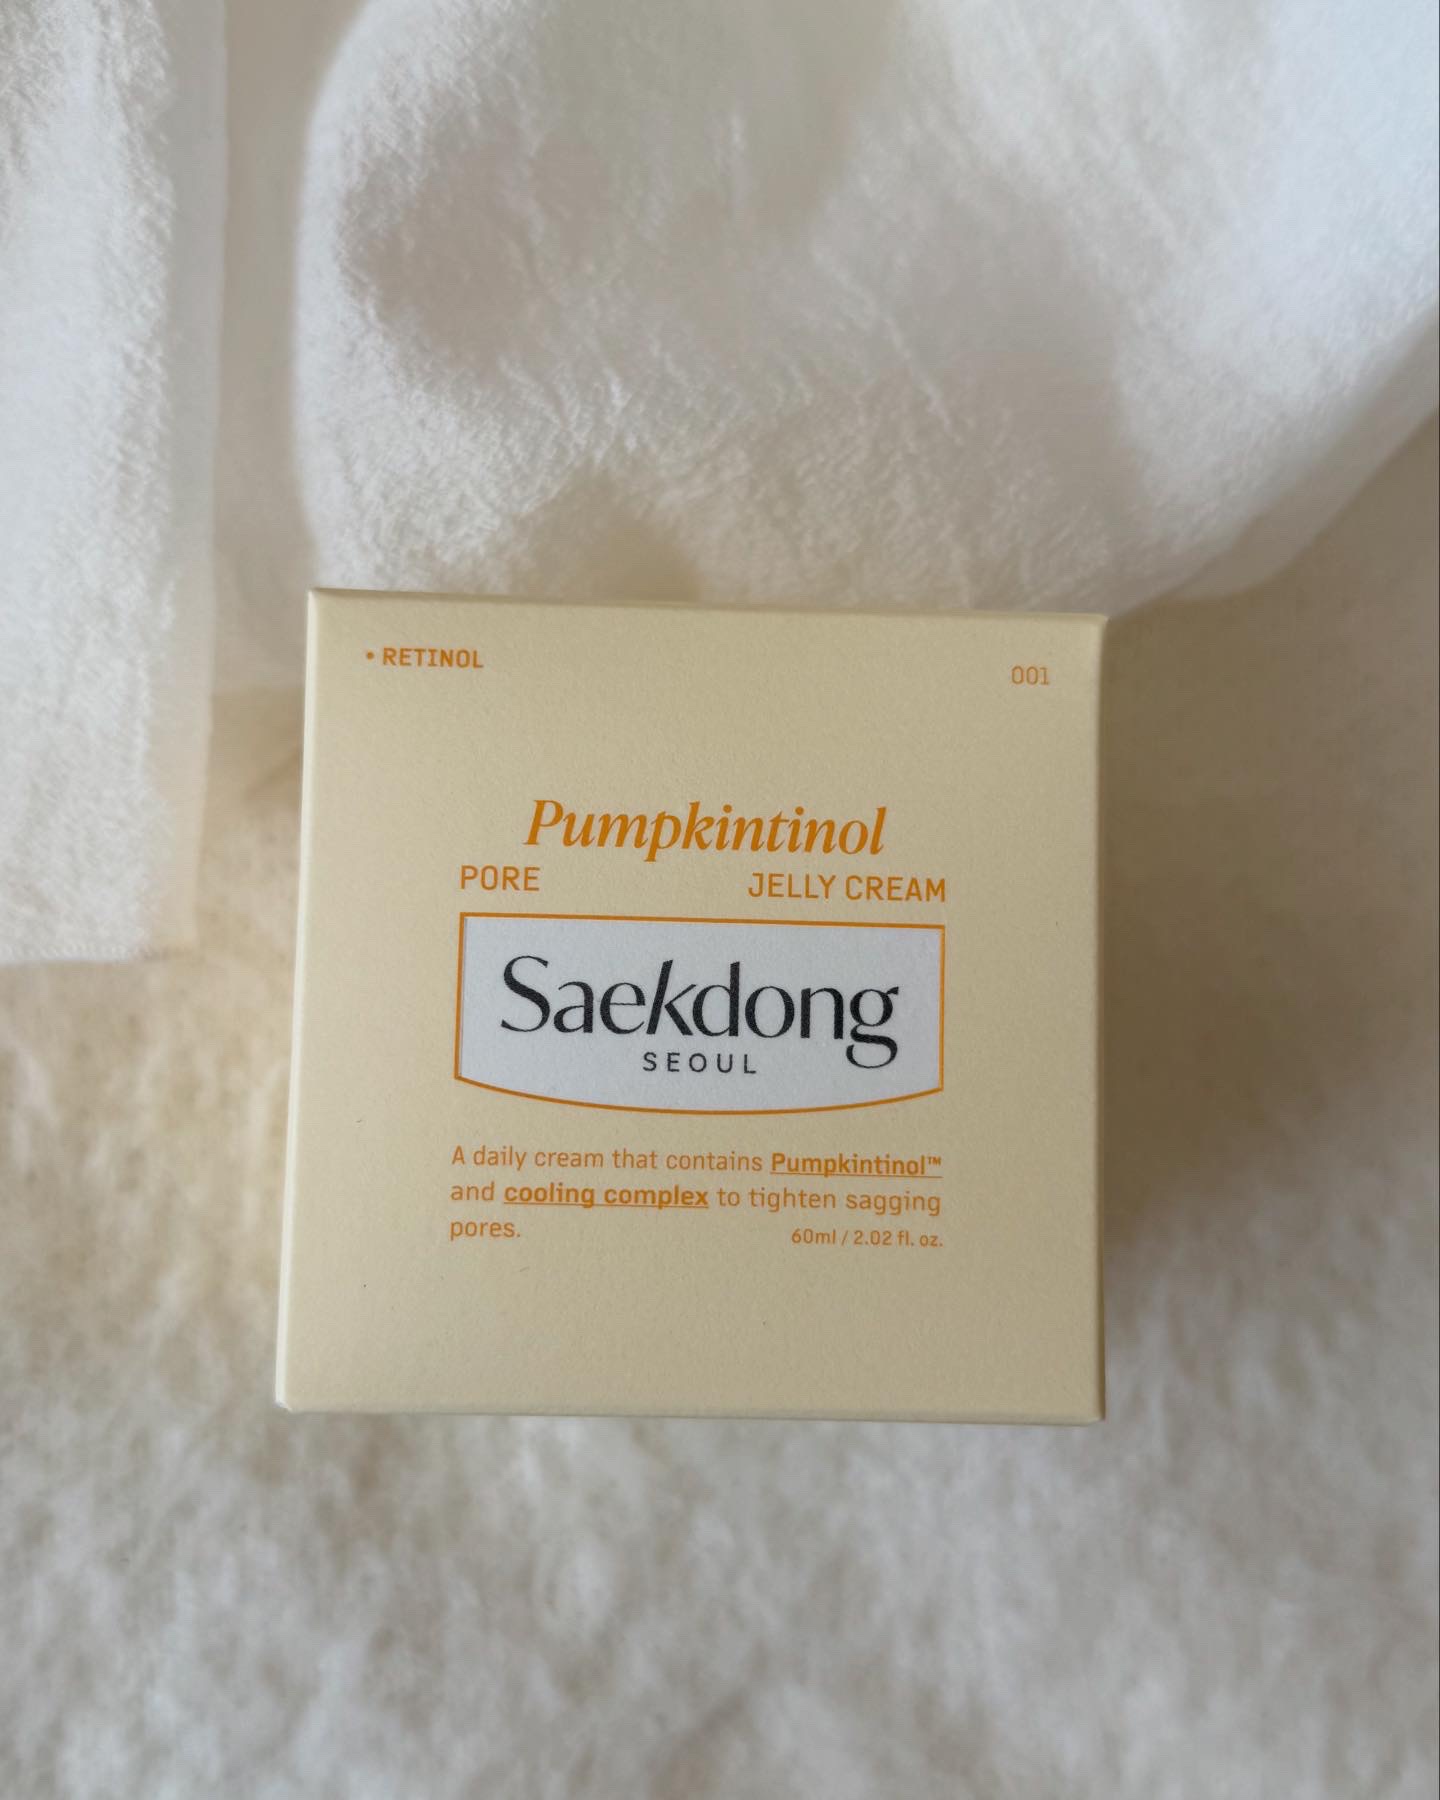 • RETINOL
001
Pumpkintinol
PORE JELLY CREAM
Saekdong
SEOUL
A daily cream that contains Pumpkintinol™
and cooling complex to tighten sagging
pores.
60ml / 2.02 fl. oz.